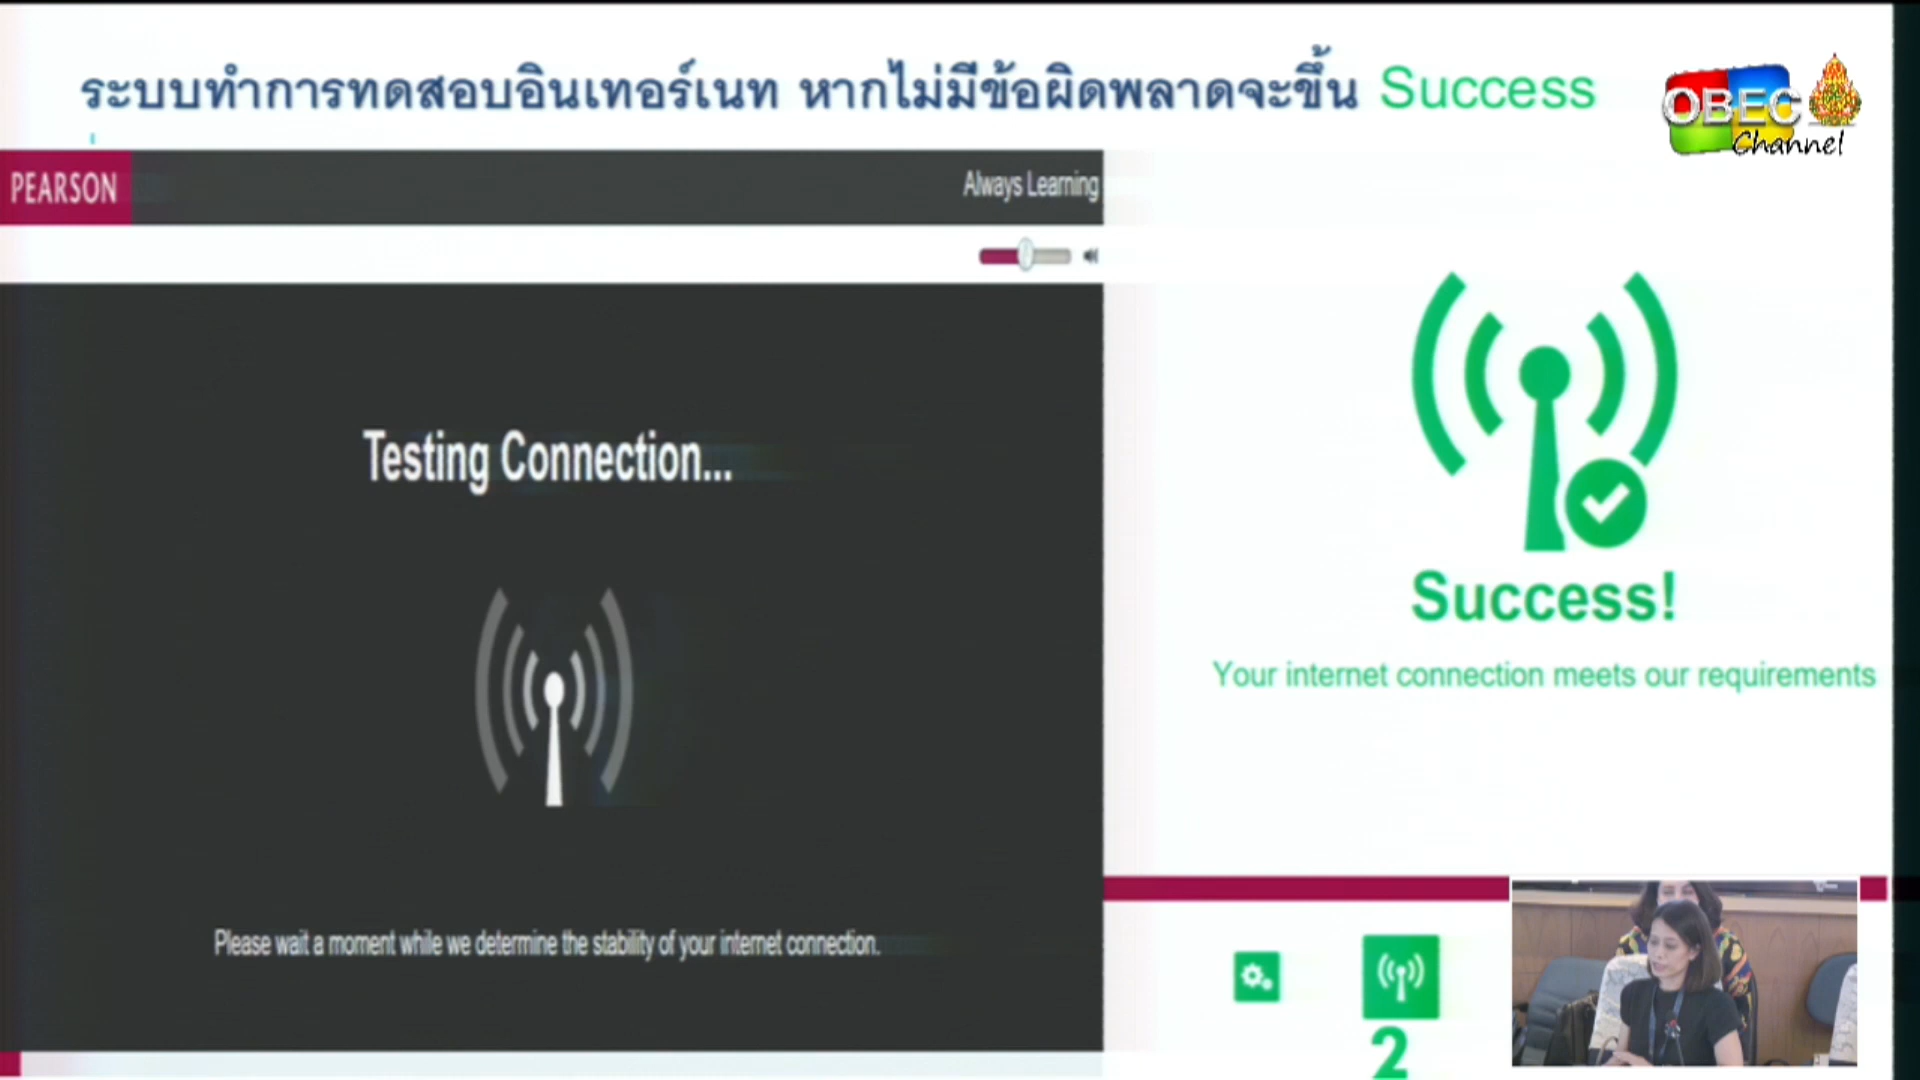 ระบบทำการทดสอบอินเทอร์เนท หากไม่มีข้อผิดพลาดจะขึ้น Success
OBEC
Channel
PEARSON
Always Learning
Testing Connection...
Please wait a moment while we determine the stability of your internet connection.
Success!
Your internet connection meets our requirements
2